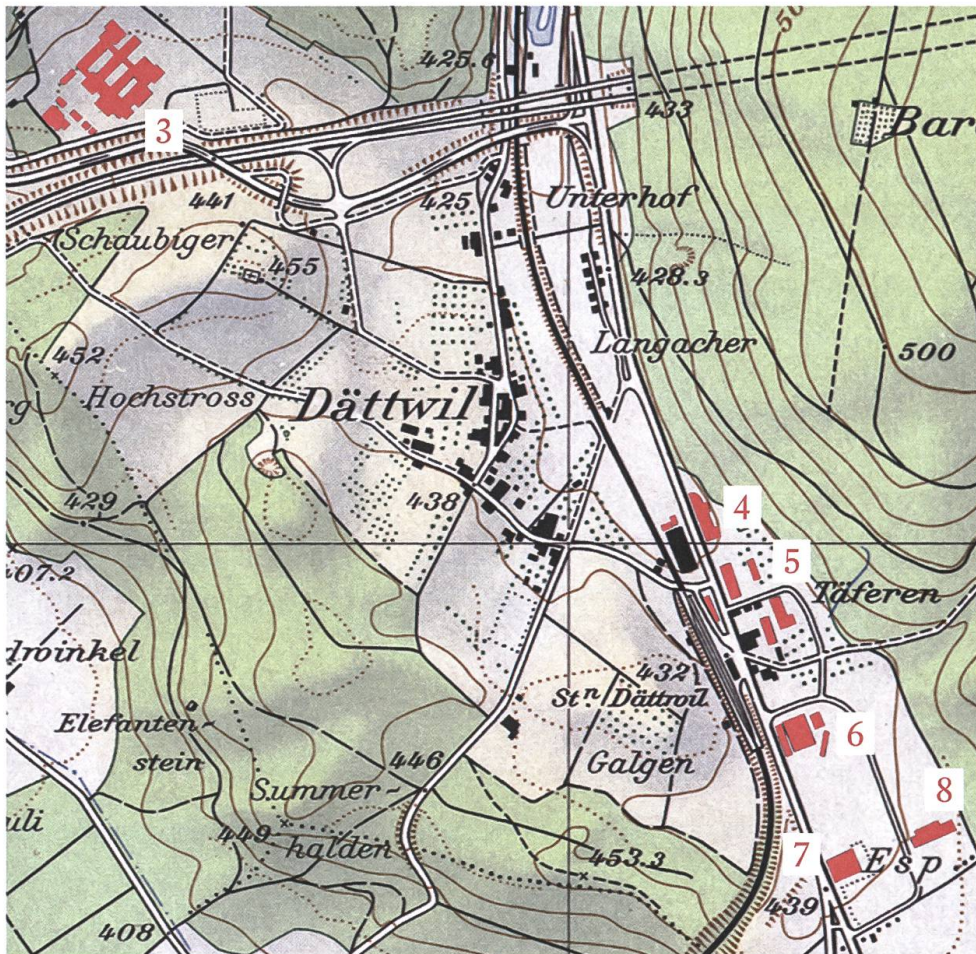 425.6
433
Bar
3
441
425
Unterhof
Schaubiger
455
428.3
Langacher
500
452
Hochstross
Dättwil
rg
429
438
4
5
407.2
Täferen
432
Stn Dättwil
Elefanten-
stein
6
446
Galgen
Summer-
halden
8
449
453.3
7
Esp
439
408